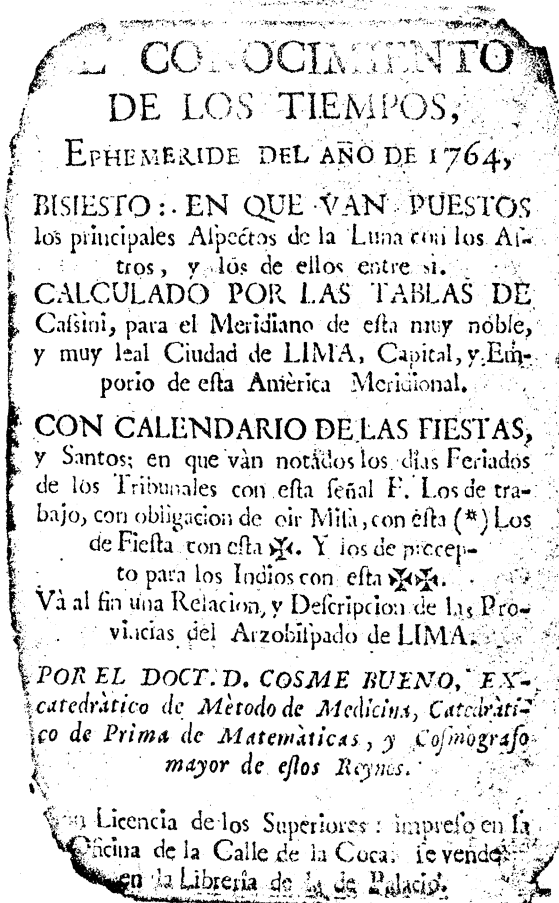 EL CONOCIMIENTO
DE LOS TIEMPOS,
EPHEMERIDE DEL AÑO DE 1764,
BISIESTO: EN QUE VAN PUESTOS
los principales Aſpectos de la Luna con los Aſ-
tros, y los de ellos entre si.
CALCULADO POR LAS TABLAS DE
Caſsini, para el Meridiano de eſta muy noble,
y muy leal Ciudad de LIMA, Capital, y Em-
porio de eſta Amèrica Meridional.
CON CALENDARIO DE LAS FIESTAS,
y Santos; en que vàn notados los dias Feriados
de los Tribunales con eſta ſeñal F. Los de tra-
bajo, con obligacion de oir Miſa, con èſta (*) Los
de Fieſta con eſta ✠. Y los de precep-
to para los Indios con eſta ✠✠.
Và al fin una Relacion, y Deſcripcion de las Pro-
vincias del Arzobiſpado de LIMA.
POR EL DOCT. D. COSME BUENO, EX-
catedràtico de Mètodo de Medicina, Catedràti-
co de Prima de Matemàticas, y Coſmografo
mayor de eſtos Reynos.
Con Licencia de los Superiores: impreſo en la
Oficina de la Calle de la Coca. ſe vende
en la Librería de la de Palacio.